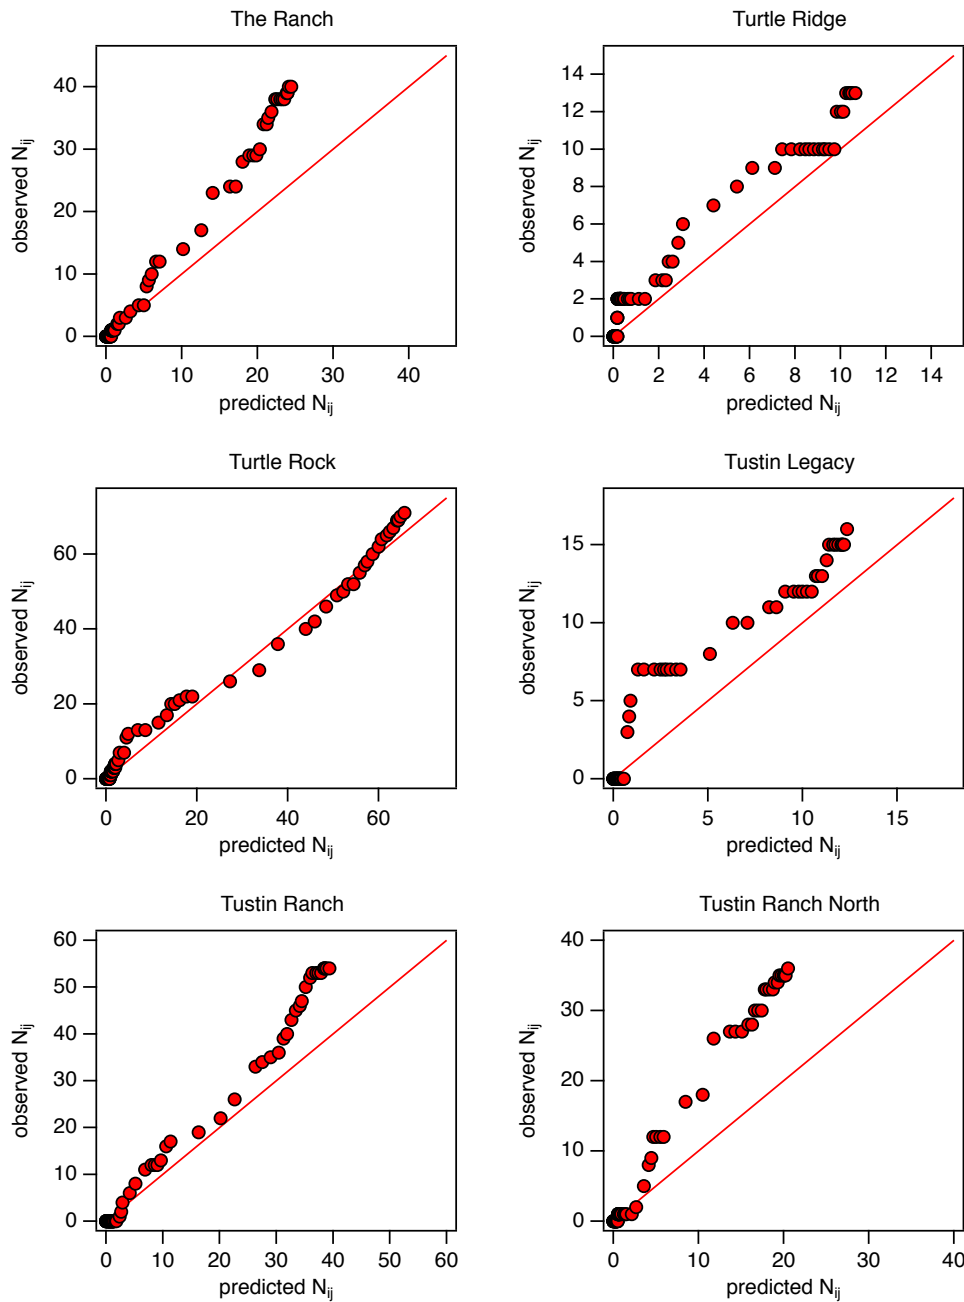 The Ranch
observed Nij
40
30
20
10
0
0 10 20 30 40
predicted Nij
Turtle Ridge
observed Nij
14
12
10
8
6
4
2
0
0 2 4 6 8 10 12 14
predicted Nij
Turtle Rock
observed Nij
60
40
20
0
0 20 40 60
predicted Nij
Tustin Legacy
observed Nij
15
10
5
0
0 5 10 15
predicted Nij
Tustin Ranch
observed Nij
60
50
40
30
20
10
0
0 10 20 30 40 50 60
predicted Nij
Tustin Ranch North
observed Nij
40
30
20
10
0
0 10 20 30 40
predicted Nij